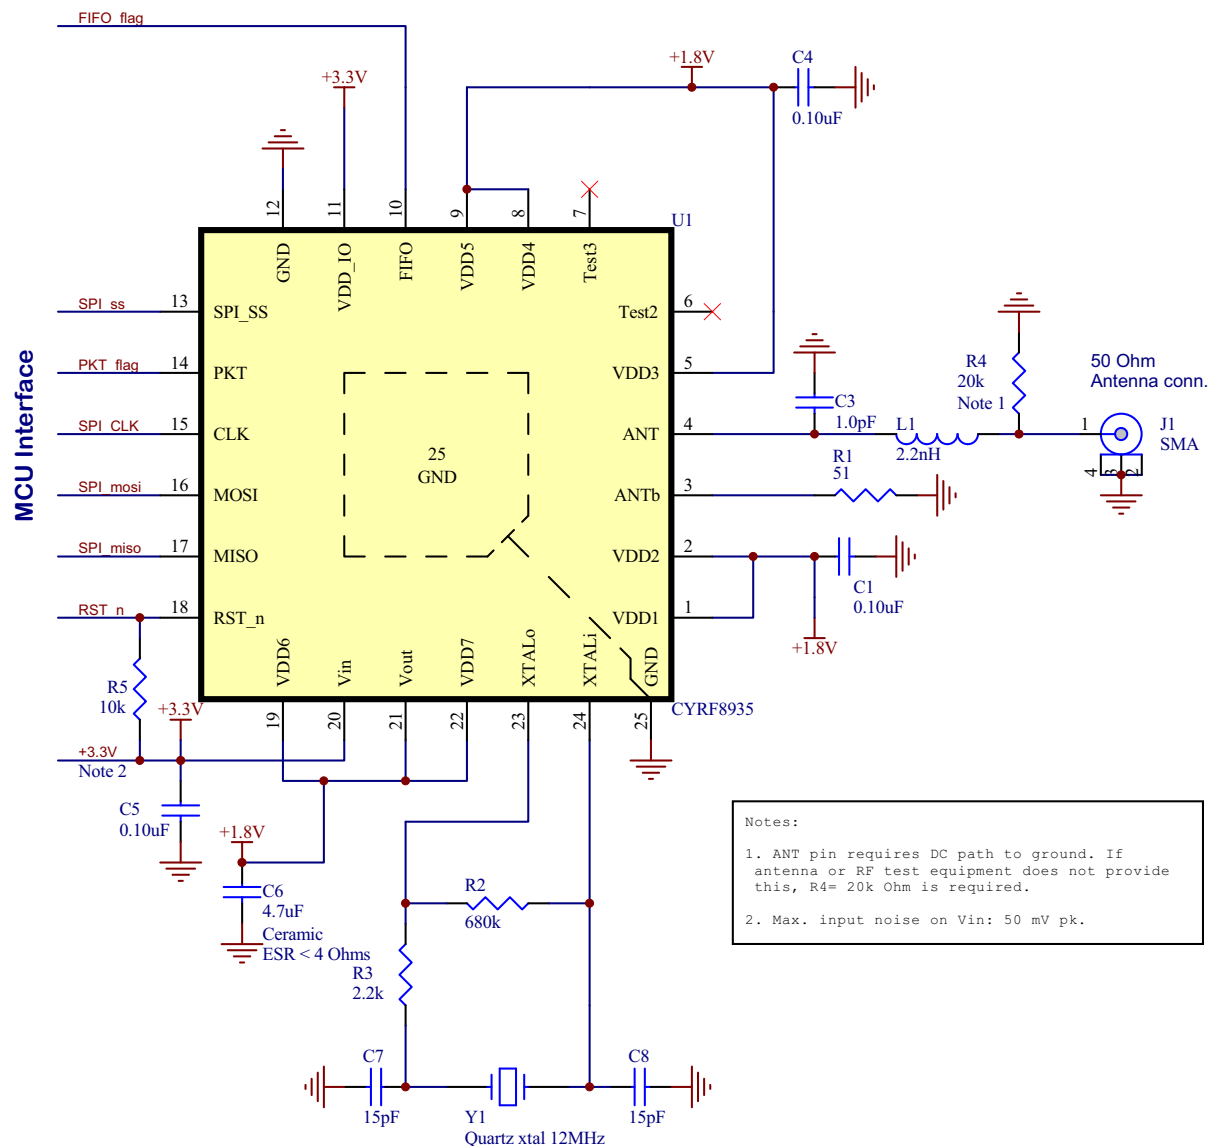 FIFO_flag
+3.3V
+1.8V
C4
0.10uF
12
11
10
9
8
7
U1
GND
VDD_IO
FIFO
VDD5
VDD4
Test3
MCU Interface
SPI_ss
13
SPI_SS
Test2
6
PKT_flag
14
PKT
VDD3
5
SPI_CLK
15
CLK
ANT
4
SPI_mosi
16
MOSI
ANTb
3
SPI_miso
17
MISO
VDD2
2
RST_n
18
RST_n
VDD1
1
25
GND
C3
1.0pF
L1
2.2nH
R4
20k
Note 1
50 Ohm
Antenna conn.
1
J1
SMA
4
3
2
R1
51
C1
0.10uF
+1.8V
VDD6
Vin
Vout
VDD7
XTALo
XTALi
GND
19
20
21
22
23
24
25
CYRF8935
R5
10k
+3.3V
+3.3V
Note 2
C5
0.10uF
+1.8V
C6
4.7uF
Ceramic
ESR < 4 Ohms
R2
680k
R3
2.2k
C7
15pF
Y1
Quartz xtal 12MHz
C8
15pF
Notes:
1. ANT pin requires DC path to ground. If
antenna or RF test equipment does not provide
this, R4= 20k Ohm is required.
2. Max. input noise on Vin: 50 mV pk.